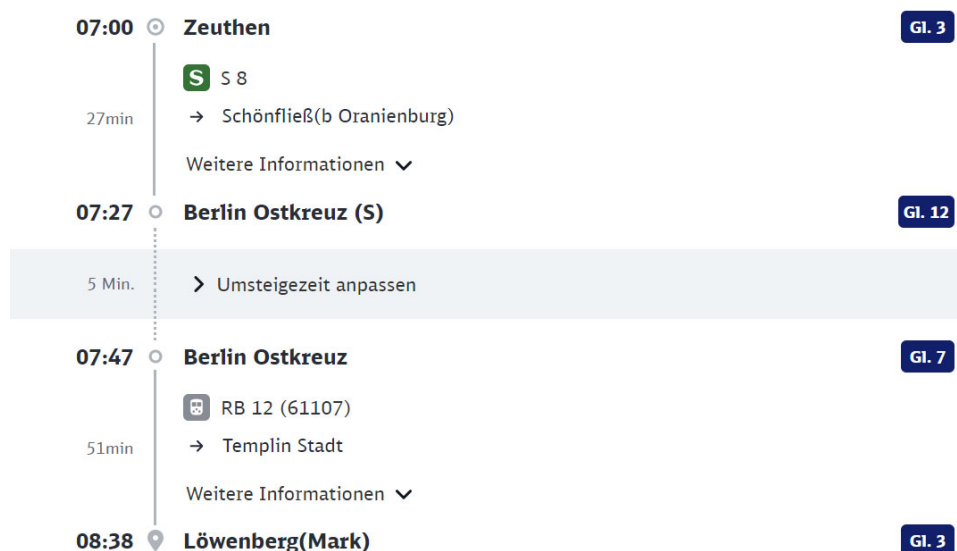 07:00 Zeuthen Gl. 3
S S 8
27min → Schönfließ(b Oranienburg)
Weitere Informationen
07:27 Berlin Ostkreuz (S) Gl. 12
5 Min. Umsteigezeit anpassen
07:47 Berlin Ostkreuz Gl. 7
RB 12 (61107)
51min → Templin Stadt
Weitere Informationen
08:38 Löwenberg(Mark) Gl. 3